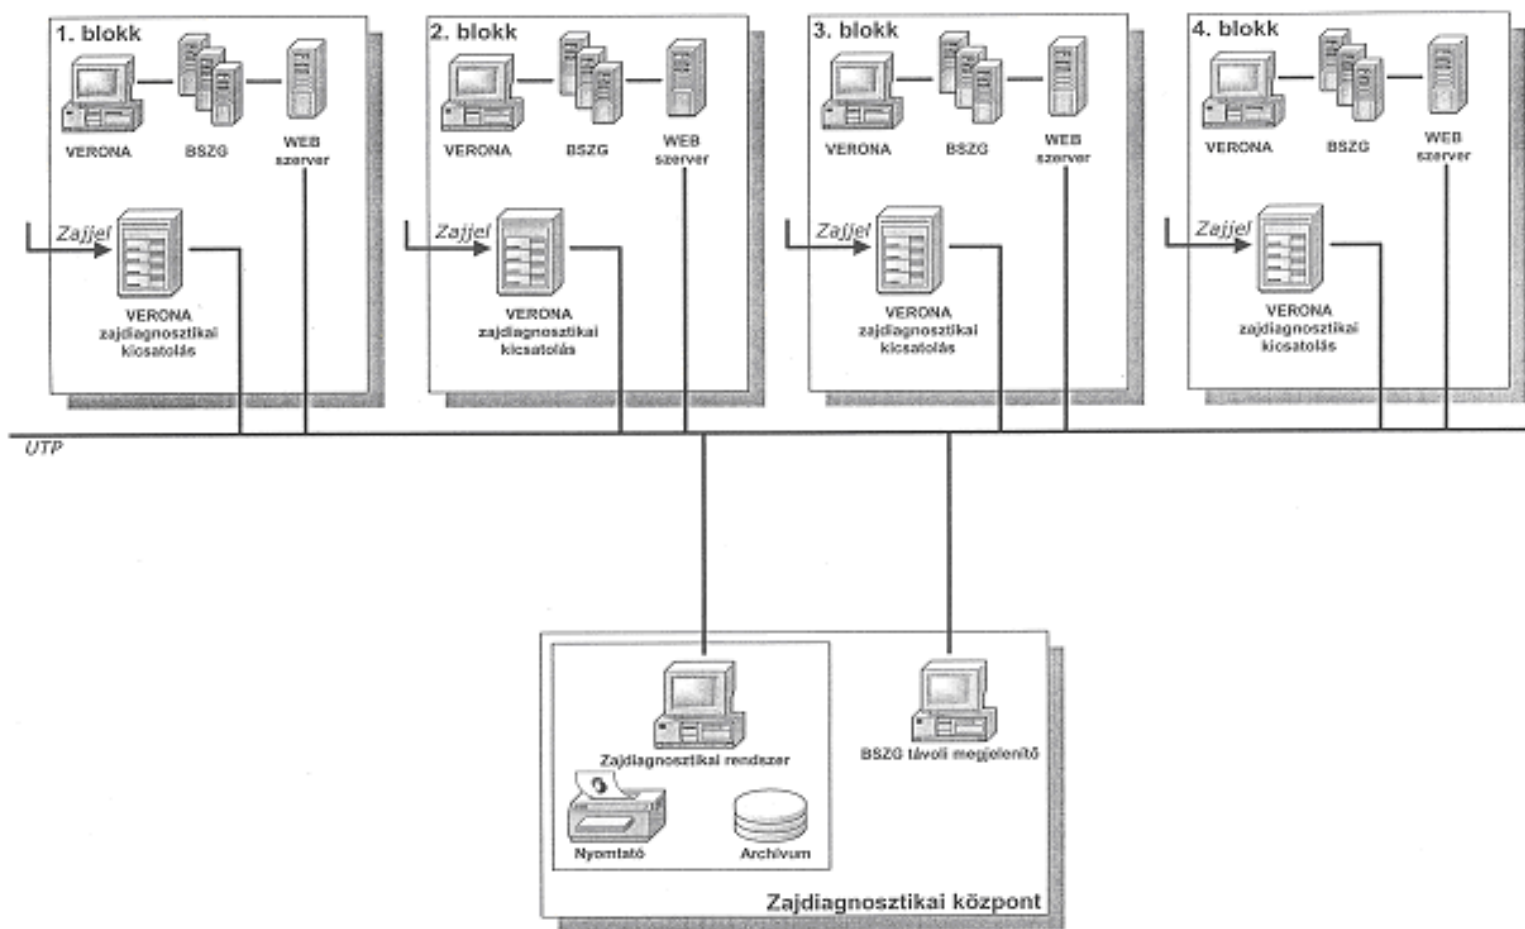 1. blokk
VERONA
BSZG
WEB
szerver
Zajjel
VERONA
zajdiagnosztikai
kicsatolás
2. blokk
VERONA
BSZG
WEB
szerver
Zajjel
VERONA
zajdiagnosztikai
kicsatolás
3. blokk
VERONA
BSZG
WEB
szerver
Zajjel
VERONA
zajdiagnosztikai
kicsatolás
4. blokk
VERONA
BSZG
WEB
szerver
Zajjel
VERONA
zajdiagnosztikai
kicsatolás
UTP
Zajdiagnosztikai rendszer
Nyomtató
Archívum
BSZG távoli megjelenítő
Zajdiagnosztikai központ